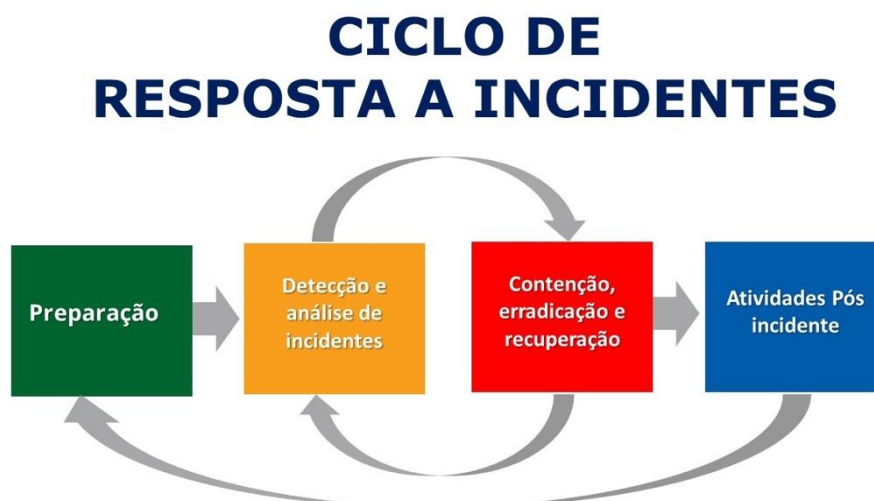 CICLO DE
RESPOSTA A INCIDENTES
Preparação
Detecção e
análise de
incidentes
Contenção,
erradicação e
recuperação
Atividades Pós
incidente